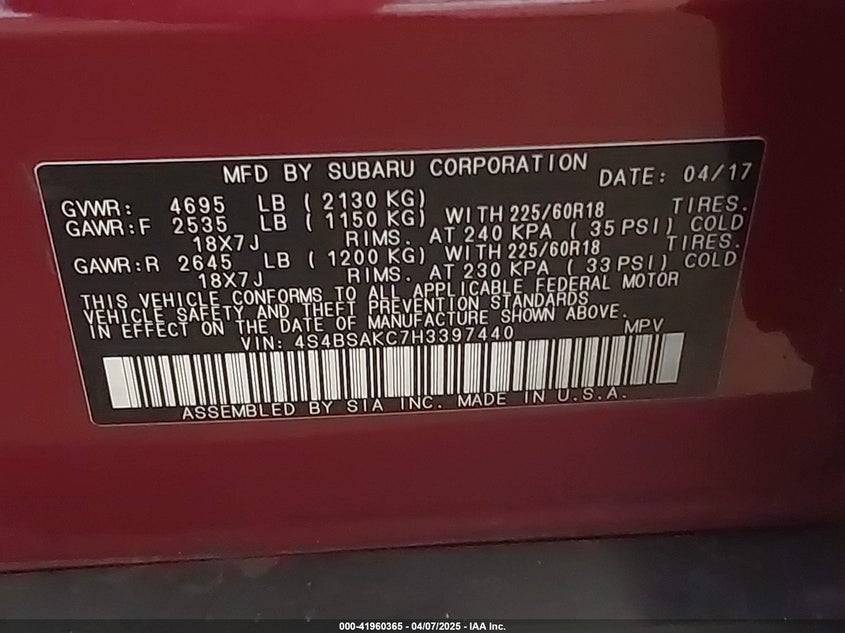 MFD BY SUBARU CORPORATION DATE: 04/17
GVWR: 4695 LB ( 2130 KG)
GAWR:F 2535 LB ( 1150 KG) WITH 225/60R18 TIRES.
18X7J RIMS. AT 240 KPA ( 35 PSI) COLD
GAWR:R 2645 LB ( 1200 KG) WITH 225/60R18 TIRES.
18X7J RIMS. AT 230 KPA ( 33 PSI) COLD
THIS VEHICLE CONFORMS TO ALL APPLICABLE FEDERAL MOTOR
VEHICLE SAFETY AND THEFT PREVENTION STANDARDS
IN EFFECT ON THE DATE OF MANUFACTURE SHOWN ABOVE.
VIN: 4S4BSAKC7H3397440 MPV
ASSEMBLED BY SIA INC. MADE IN U.S.A.
000-41960365 - 04/07/2025 - IAA Inc.